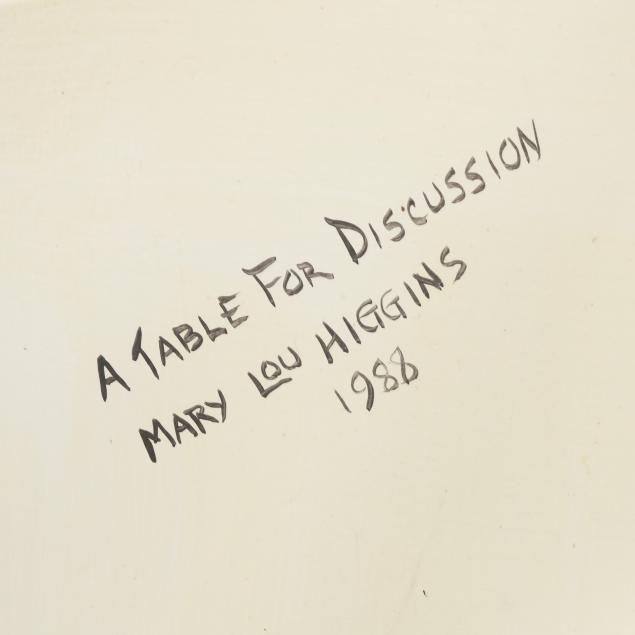 A TABLE FOR DISCUSSION
MARY LOU HIGGINS
1988